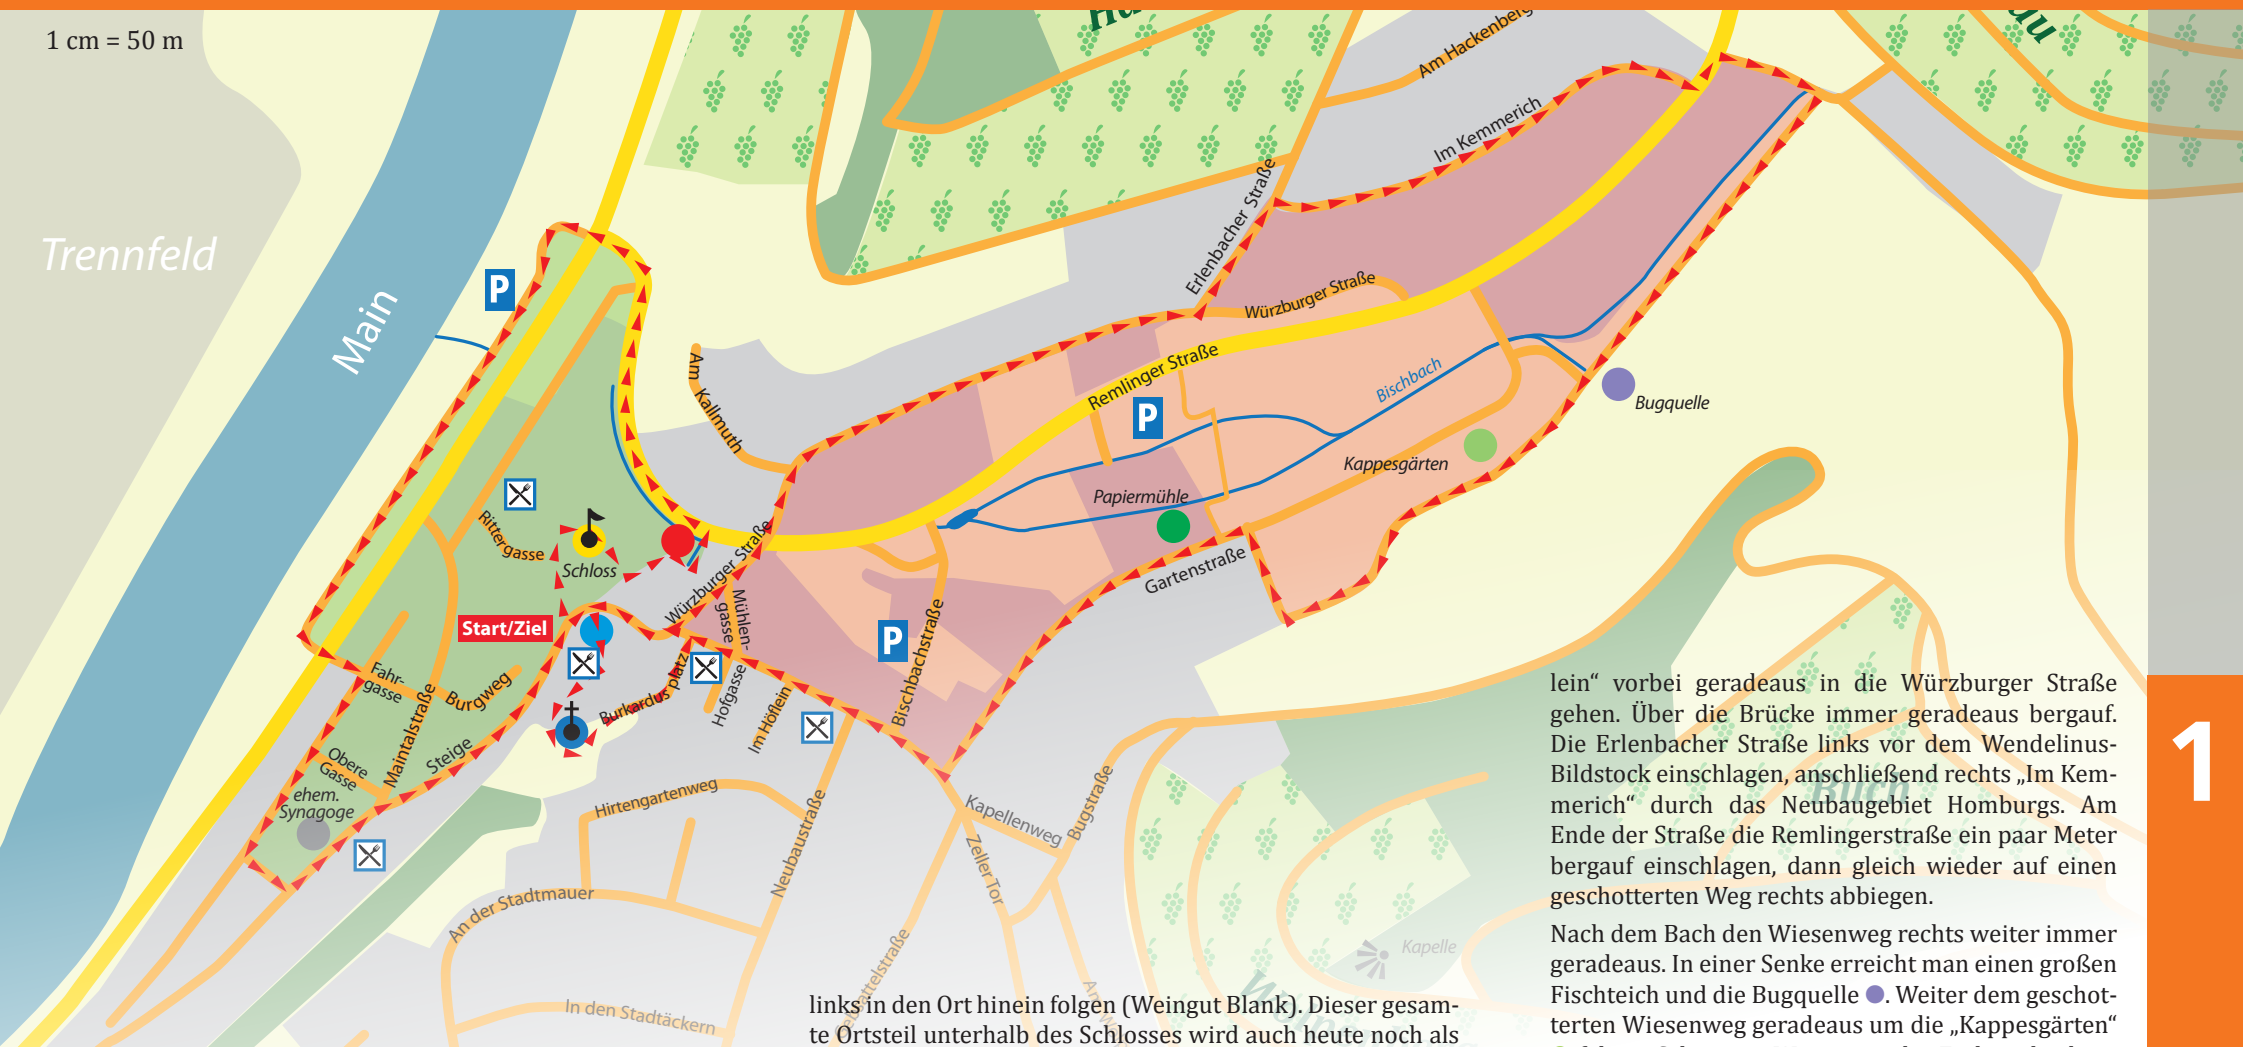 1 cm = 50 m
Trennfeld
Main
P
Am Hackenberg
Im Kemmerich
Erlenbacher Straße
Würzburger Straße
Remlinger Straße
Am Kallmuth
P
Bischbach
Bugquelle
Kappesgärten
Papiermühle
Gartenstraße
Rittergasse
Schloss
Würzburger Straße
Mühlen-
gasse
Start/Ziel
P
Bischbachstraße
Burkardusplatz
Hofgasse
Im Höflein
Fahr-
gasse
Burgweg
Maintalstraße
Steige
Obere
Gasse
ehem.
Synagoge
Hirtengartenweg
Neubaustraße
Kapellenweg
Bugstraße
Zeller Tor
An der Stadtmauer
In den Stadtäckern
Kapelle
Buch
links in den Ort hinein folgen (Weingut Blank). Dieser gesam-
te Ortsteil unterhalb des Schlosses wird auch heute noch als
lein“ vorbei geradeaus in die Würzburger Straße
gehen. Über die Brücke immer geradeaus bergauf.
Die Erlenbacher Straße links vor dem Wendelinus-
Bildstock einschlagen, anschließend rechts „Im Kem-
merich“ durch das Neubaugebiet Homburgs. Am
Ende der Straße die Remlingerstraße ein paar Meter
bergauf einschlagen, dann gleich wieder auf einen
geschotterten Weg rechts abbiegen.
Nach dem Bach den Wiesenweg rechts weiter immer
geradeaus. In einer Senke erreicht man einen großen
Fischteich und die Bugquelle. Weiter dem geschot-
terten Wiesenweg geradeaus um die „Kappesgärten“
1